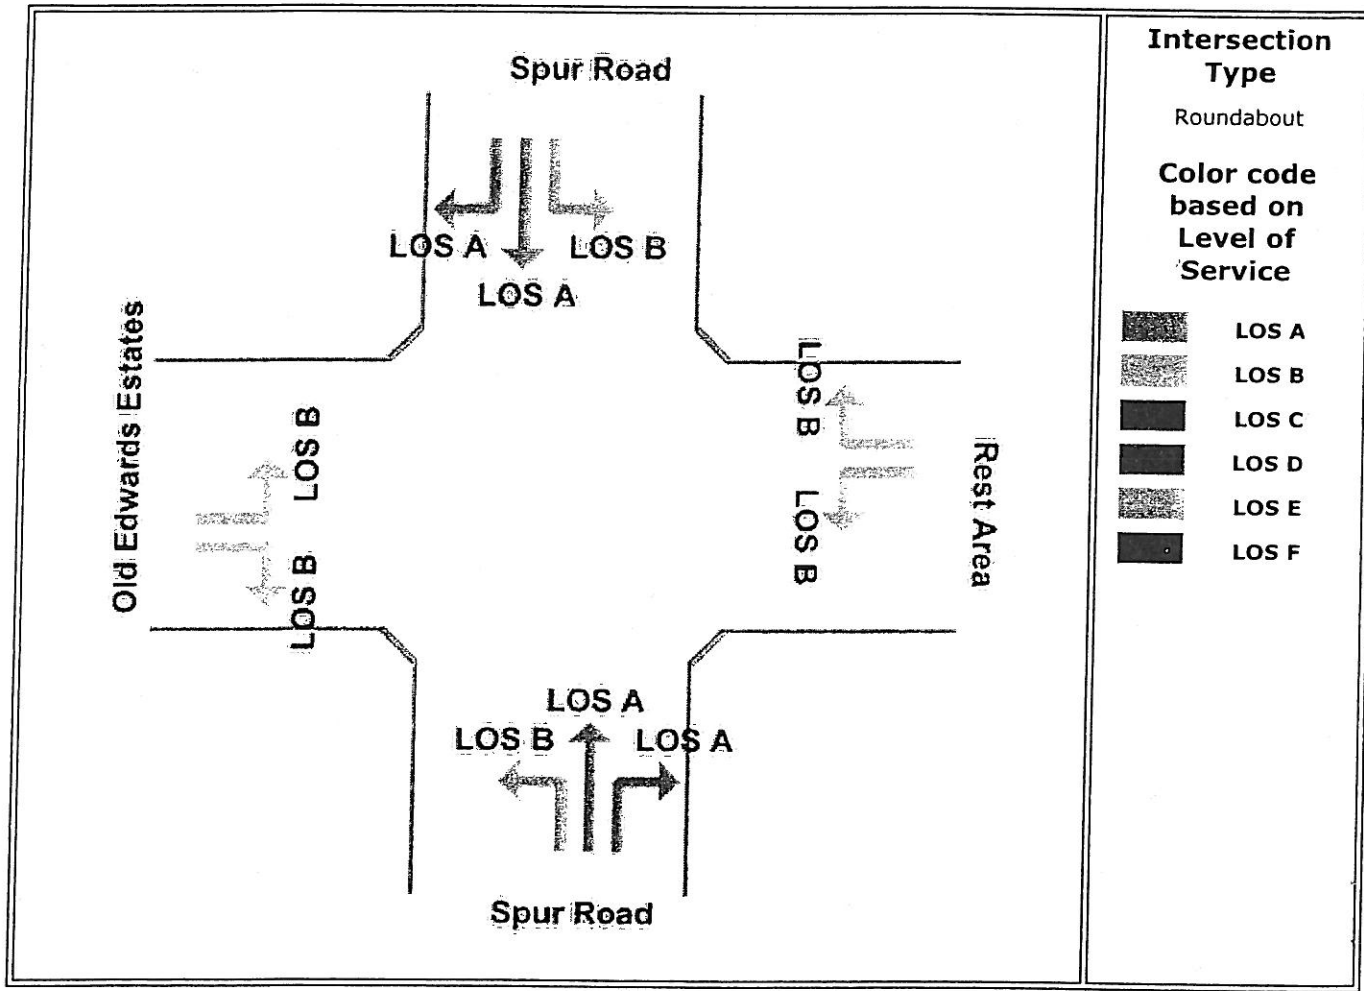 Spur Road
LOS A
LOS B
LOS A
Old Edwards Estates
LOS B
LOS B
LOS B
LOS B
Rest Area
LOS A
LOS B
LOS A
Spur Road
Intersection
Type
Roundabout
Color code
based on
Level of
Service
LOS A
LOS B
LOS C
LOS D
LOS E
LOS F